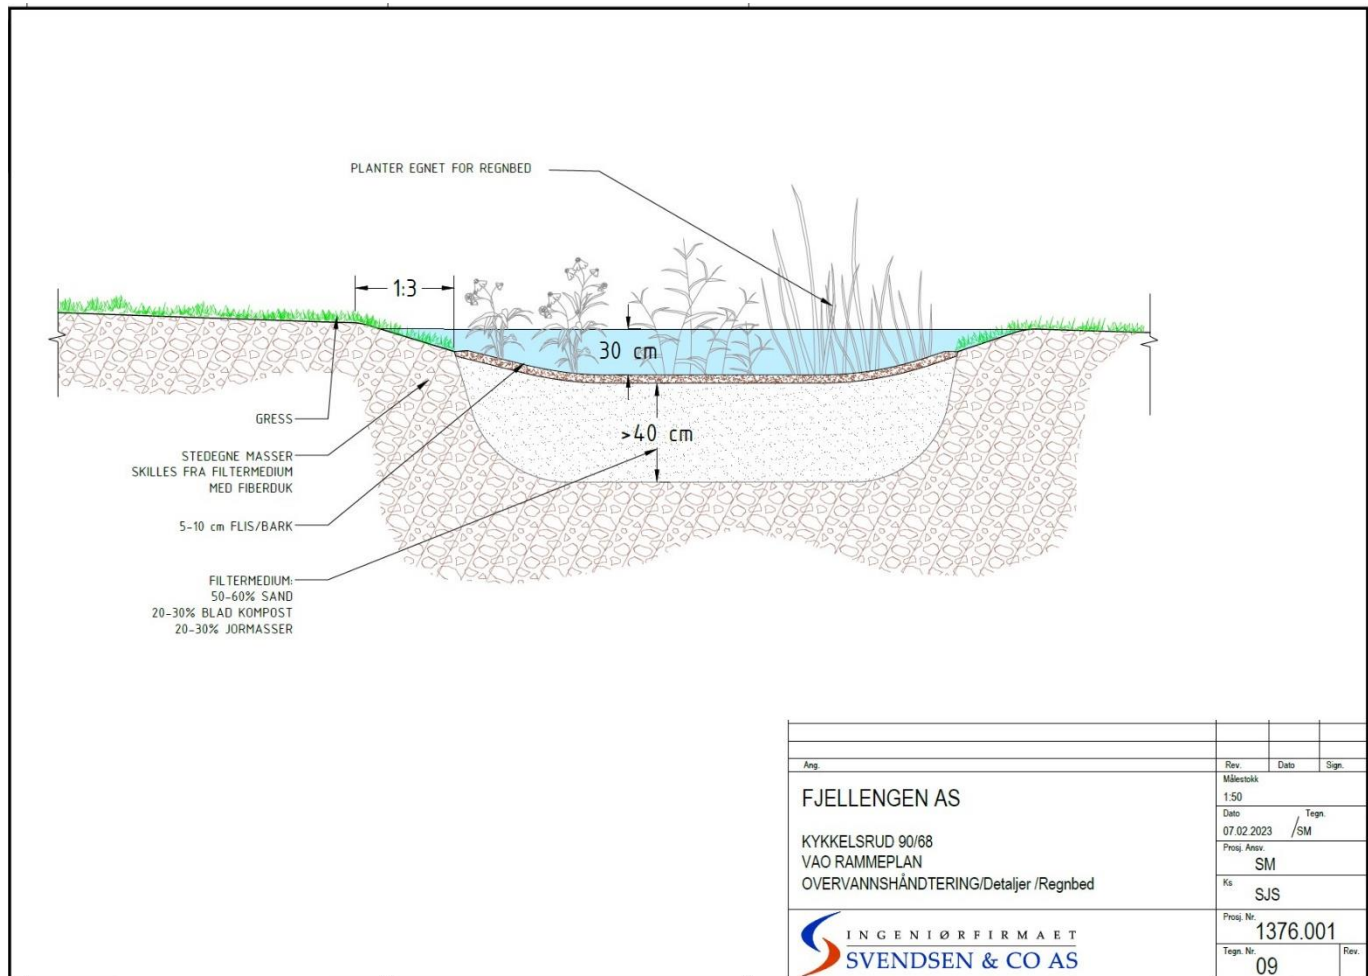 PLANTER EGNET FOR REGNBED
1:3
30 cm
>40 cm
GRESS
STEDEGNE MASSER
SKILLES FRA FILTERMEDIUM
MED FIBERDUK
5-10 cm FLIS/BARK
FILTERMEDIUM:
50-60% SAND
20-30% BLAD KOMPOST
20-30% JORMASSER
Ang.
Rev. Dato Sign.
FJELLENGEN AS
KYKKELSRUD 90/68
VAO RAMMEPLAN
OVERVANNSHÅNDTERING/Detaljer /Regnbed
Målestokk
1:50
Dato Tegn.
07.02.2023 /SM
Prosj. Ansv.
SM
Ks
SJS
Prosj. Nr.
1376.001
Tegn. Nr. Rev.
09
INGENIØRFIRMAET
SVENDSEN & CO AS